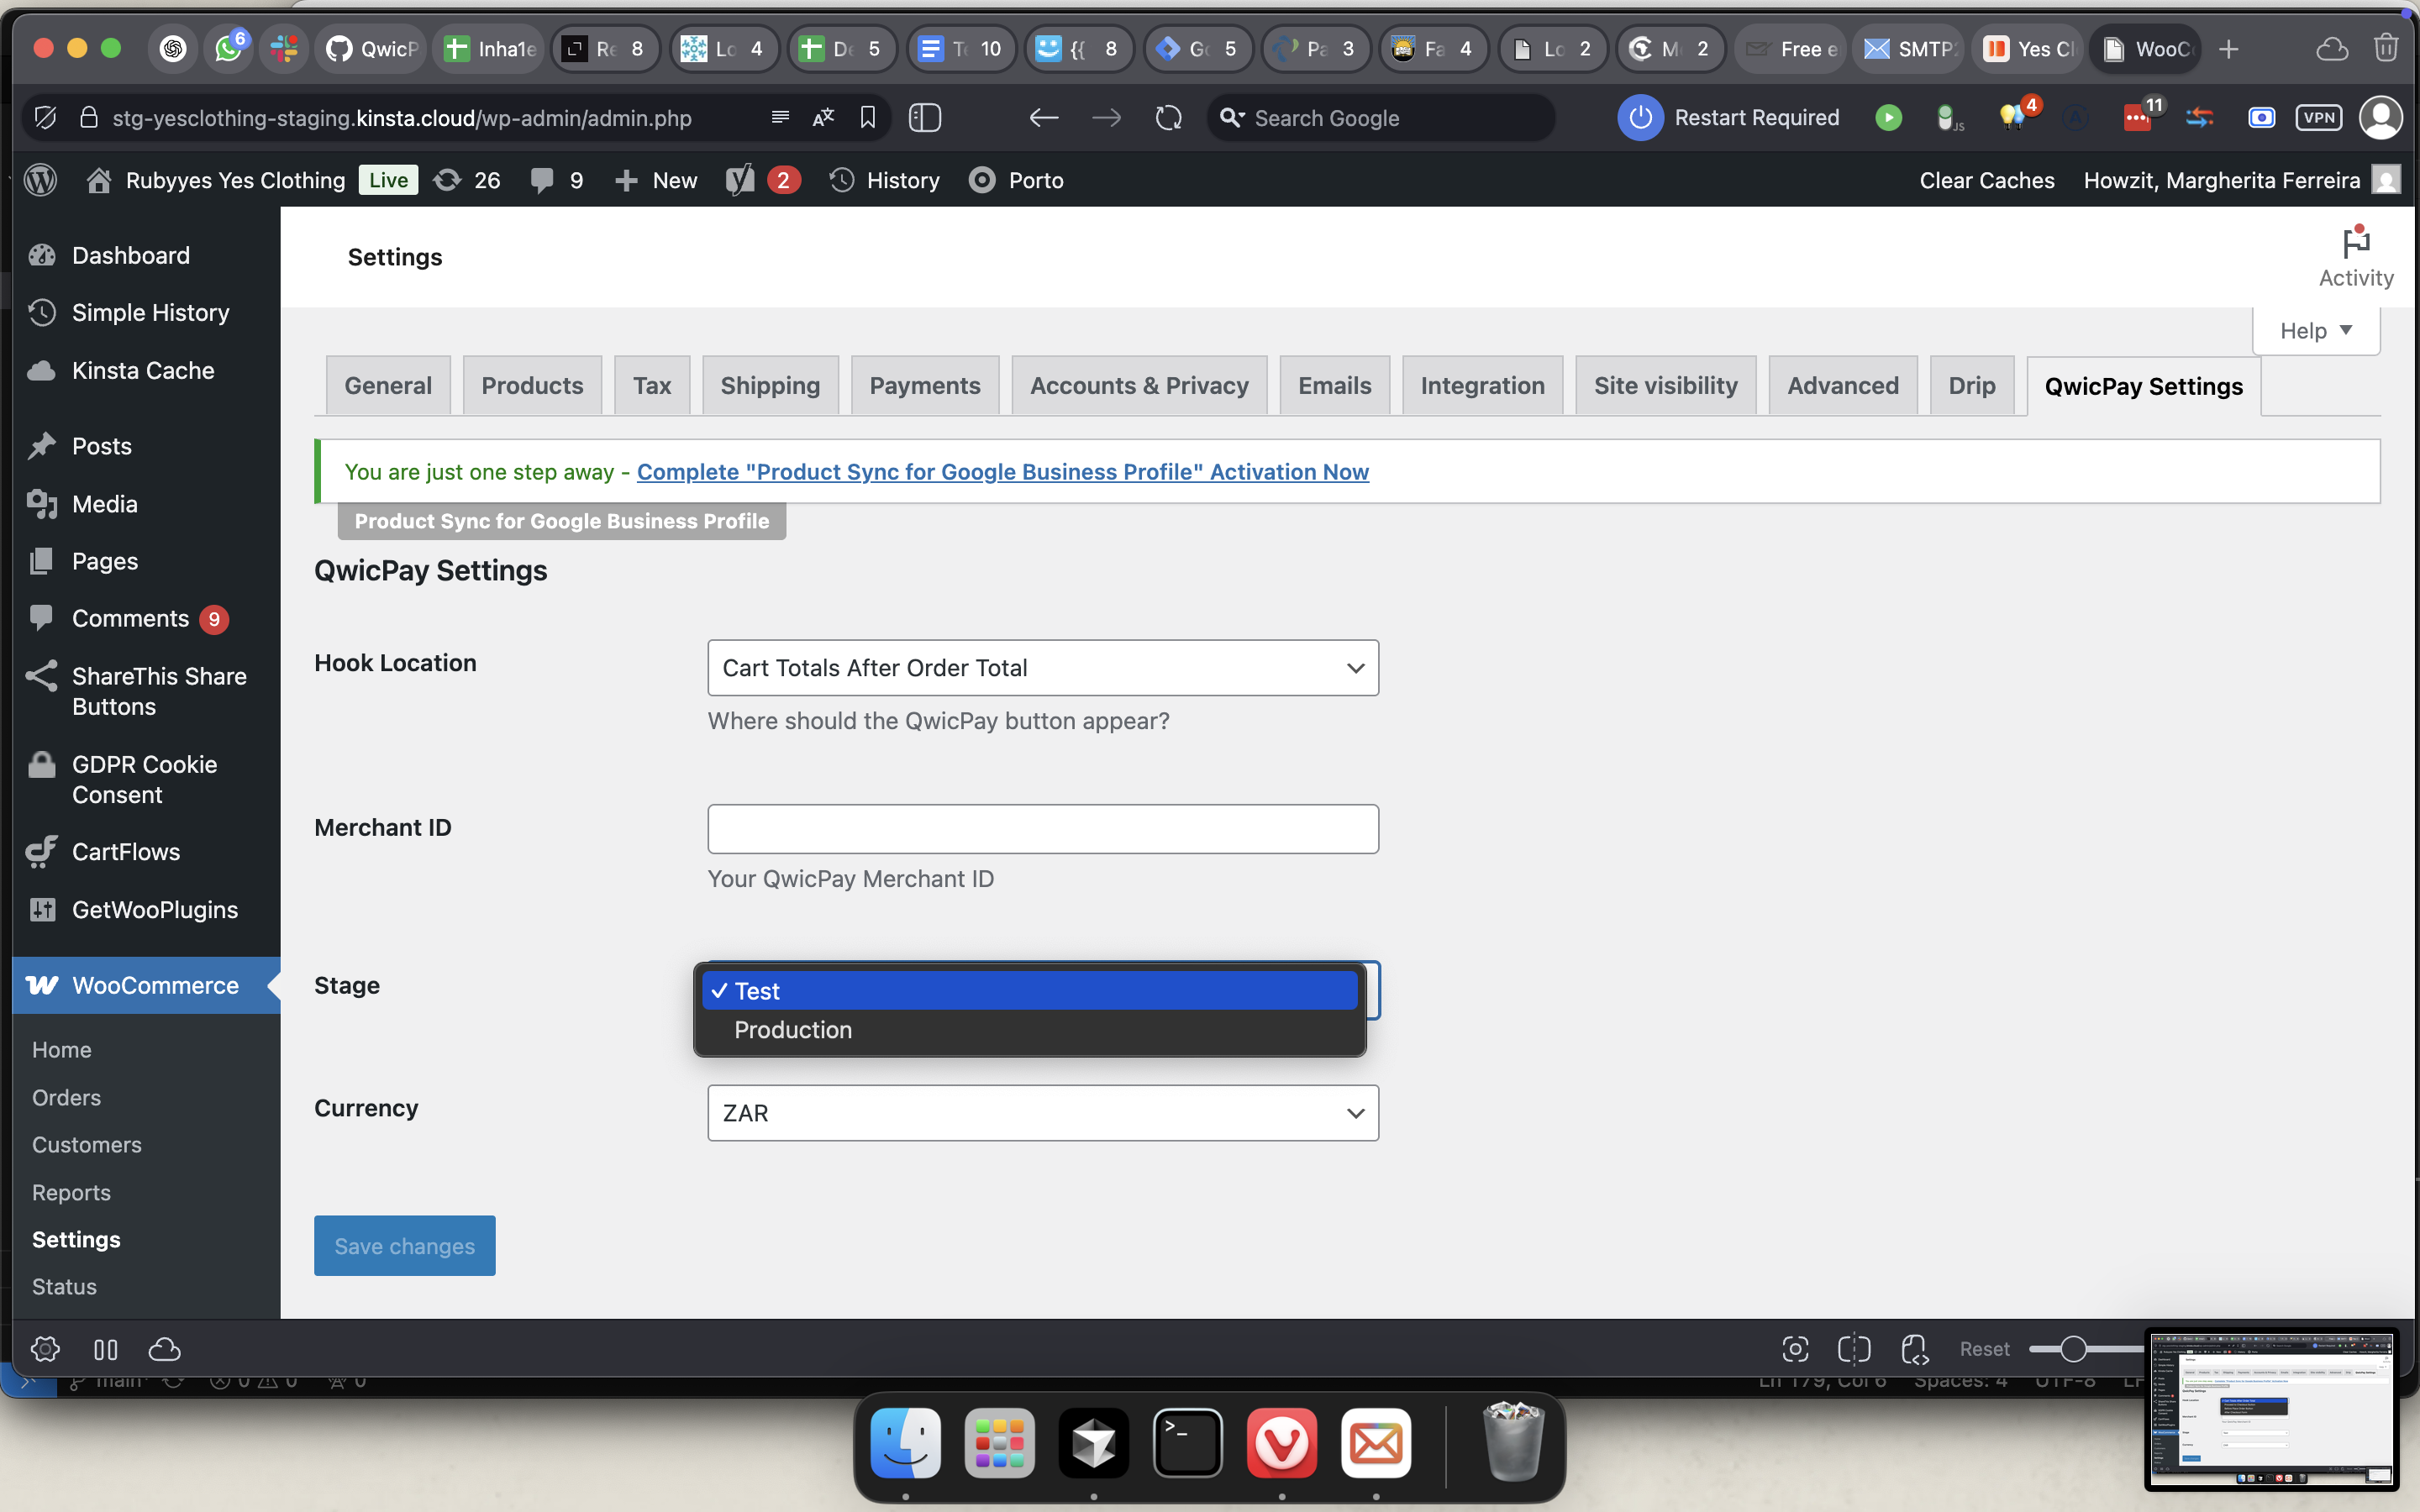 6
QwicP
Inha1e
Re 8
Lo 4
De 5
Te 10
{{ 8
Go 5
Pa 3
Fa 4
Lo 2
M 2
Free e
SMTP
Yes Cl
WooC
stg-yesclothing-staging.kinsta.cloud/wp-admin/admin.php
Search Google
Restart Required
JS
4
11
VPN
Rubyyes Yes Clothing
Live
26
9
New
2
History
Porto
Clear Caches
Howzit, Margherita Ferreira
Dashboard
Simple History
Kinsta Cache
Posts
Media
Pages
Comments 9
ShareThis Share
Buttons
GDPR Cookie
Consent
CartFlows
GetWooPlugins
WooCommerce
Home
Orders
Customers
Reports
Settings
Status
Settings
Activity
Help
General
Products
Tax
Shipping
Payments
Accounts & Privacy
Emails
Integration
Site visibility
Advanced
Drip
QwicPay Settings
You are just one step away - Complete "Product Sync for Google Business Profile" Activation Now
Product Sync for Google Business Profile
QwicPay Settings
Hook Location
Cart Totals After Order Total
Where should the QwicPay button appear?
Merchant ID
Your QwicPay Merchant ID
Stage
✓ Test
Production
Currency
ZAR
Save changes
Reset
main
0
0
0
Ln 179, Col 6
Spaces: 4
UTF-8
LF